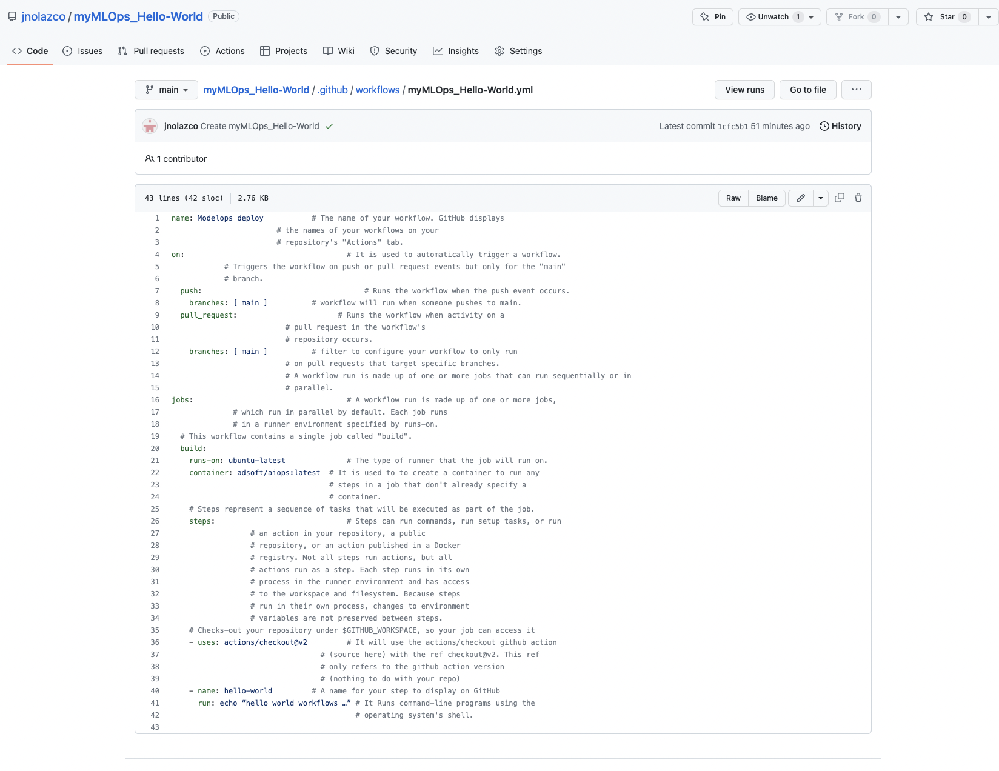 jnolazco / myMLOps_Hello-World Public
Pin Unwatch 1 Fork 0 Star 0
Code Issues Pull requests Actions Projects Wiki Security Insights Settings
main myMLOps_Hello-World / .github / workflows / myMLOps_Hello-World.yml View runs Go to file ...
jnolazco Create myMLOps_Hello-World Latest commit 1cfc5b1 51 minutes ago History
1 contributor
43 lines (42 sloc) 2.76 KB Raw Blame
1 name: Modelops deploy # The name of your workflow. GitHub displays
2 # the names of your workflows on your
3 # repository's "Actions" tab.
4 on: # It is used to automatically trigger a workflow.
5 # Triggers the workflow on push or pull request events but only for the "main"
6 # branch.
7 push: # Runs the workflow when the push event occurs.
8 branches: [ main ] # workflow will run when someone pushes to main.
9 pull_request: # Runs the workflow when activity on a
10 # pull request in the workflow's
11 # repository occurs.
12 branches: [ main ] # filter to configure your workflow to only run
13 # on pull requests that target specific branches.
14 # A workflow run is made up of one or more jobs that can run sequentially or in
15 # parallel.
16 jobs: # A workflow run is made up of one or more jobs,
17 # which run in parallel by default. Each job runs
18 # in a runner environment specified by runs-on.
19 # This workflow contains a single job called "build".
20 build:
21 runs-on: ubuntu-latest # The type of runner that the job will run on.
22 container: adsoft/aiops:latest # It is used to to create a container to run any
23 # steps in a job that don't already specify a
24 # container.
25 # Steps represent a sequence of tasks that will be executed as part of the job.
26 steps: # Steps can run commands, run setup tasks, or run
27 # an action in your repository, a public
28 # repository, or an action published in a Docker
29 # registry. Not all steps run actions, but all
30 # actions run as a step. Each step runs in its own
31 # process in the runner environment and has access
32 # to the workspace and filesystem. Because steps
33 # run in their own process, changes to environment
34 # variables are not preserved between steps.
35 # Checks-out your repository under $GITHUB_WORKSPACE, so your job can access it
36 - uses: actions/checkout@v2 # It will use the actions/checkout github action
37 # (source here) with the ref checkout@v2. This ref
38 # only refers to the github action version
39 # (nothing to do with your repo)
40 - name: hello-world # A name for your step to display on GitHub
41 run: echo “hello world workflows …” # It Runs command-line programs using the
42 # operating system's shell.
43